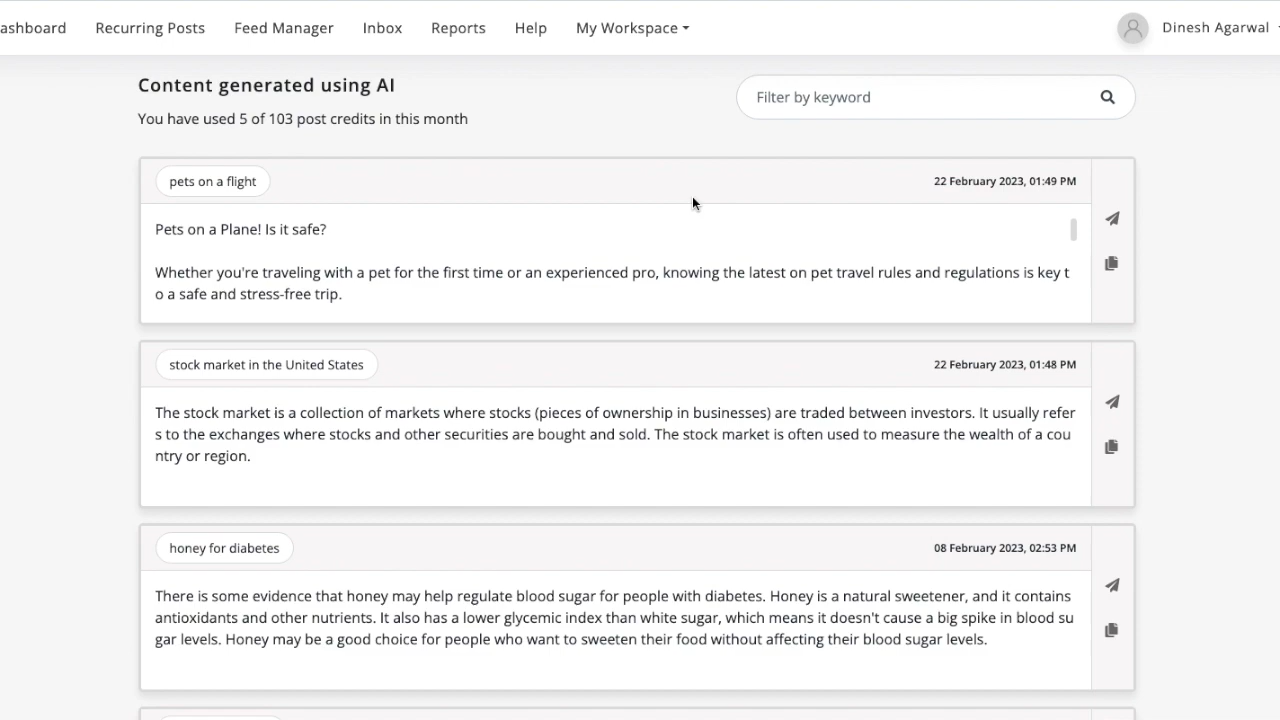 ashboard Recurring Posts Feed Manager Inbox Reports Help My Workspace Dinesh Agarwal
Content generated using AI
Filter by keyword
You have used 5 of 103 post credits in this month
pets on a flight 22 February 2023, 01:49 PM
Pets on a Plane! Is it safe?
Whether you're traveling with a pet for the first time or an experienced pro, knowing the latest on pet travel rules and regulations is key t
o a safe and stress-free trip.
stock market in the United States 22 February 2023, 01:48 PM
The stock market is a collection of markets where stocks (pieces of ownership in businesses) are traded between investors. It usually refer
s to the exchanges where stocks and other securities are bought and sold. The stock market is often used to measure the wealth of a cou
ntry or region.
honey for diabetes 08 February 2023, 02:53 PM
There is some evidence that honey may help regulate blood sugar for people with diabetes. Honey is a natural sweetener, and it contains
antioxidants and other nutrients. It also has a lower glycemic index than white sugar, which means it doesn't cause a big spike in blood su
gar levels. Honey may be a good choice for people who want to sweeten their food without affecting their blood sugar levels.